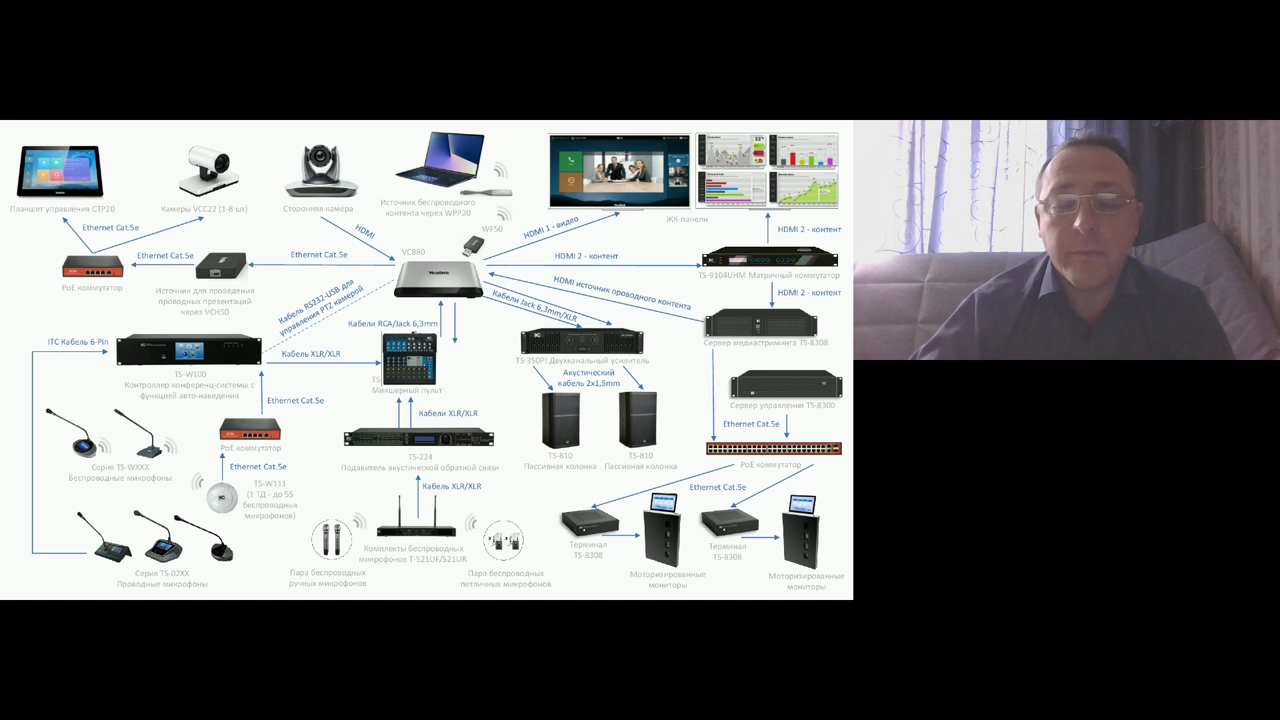 Планшет управления CTP20
Камеры VCC22 (1-8 шт)
Сторонняя камера
Источник беспроводного
контента через WPP20
WF50
ЖК-панели
Ethernet Cat.5e
HDMI
HDMI 1 - видео
HDMI 2 - контент
HDMI 2 - контент
TS-9104UHM Матричный коммутатор
VC880
Yealink
Ethernet Cat.5e
Ethernet Cat.5e
PoE коммутатор
Источник для проведения
проводных презентаций
через VCH50
Кабель RS232-USB для
управления PTZ-камерой
HDMI источник проводного контента
HDMI 2 - контент
Кабели Jack 6,3mm/XLR
Кабели RCA/Jack 6,3mm
Сервер медиастриминга TS-8308
ITC Кабель 6-Pin
TS-W100
Контроллер конференц-системы с
функцией авто-наведения
Кабель XLR/XLR
TS
Микшерный пульт
TS-350PI Двухканальный усилитель
Акустический
кабель 2x1,5mm
Сервер управления TS-8300
Ethernet Cat.5e
Кабели XLR/XLR
Ethernet Cat.5e
PoE коммутатор
Серия TS-WXXX
Беспроводные микрофоны
Ethernet Cat.5e
TS-224
Подавитель акустической обратной связи
TS-810
Пассивная колонка
TS-810
Пассивная колонка
PoE коммутатор
TS-W111
(1 ТД - до 55
беспроводных
микрофонов)
Кабель XLR/XLR
Ethernet Cat.5e
Серия TS-02XX
Проводные микрофоны
Пара беспроводных
ручных микрофонов
Комплекты беспроводных
микрофонов T-521UF/521UR
Пара беспроводных
петличных микрофонов
Терминал
TS-8308
Моторизированные
мониторы
Терминал
TS-8308
Моторизированные
мониторы